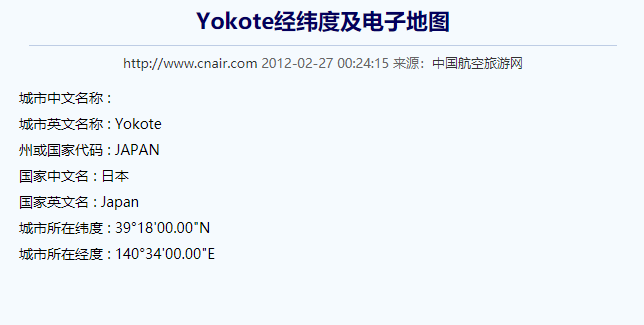 Yokote经纬度及电子地图
http://www.cnair.com 2012-02-27 00:24:15 来源：中国航空旅游网
城市中文名称 :
城市英文名称 : Yokote
州或国家代码 : JAPAN
国家中文名 : 日本
国家英文名 : Japan
城市所在纬度 : 39°18'00.00"N
城市所在经度 : 140°34'00.00"E